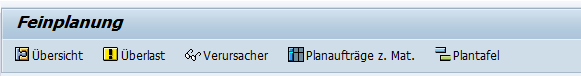 Feinplanung
Übersicht Überlast Verursacher Planaufträge z. Mat. Plantafel